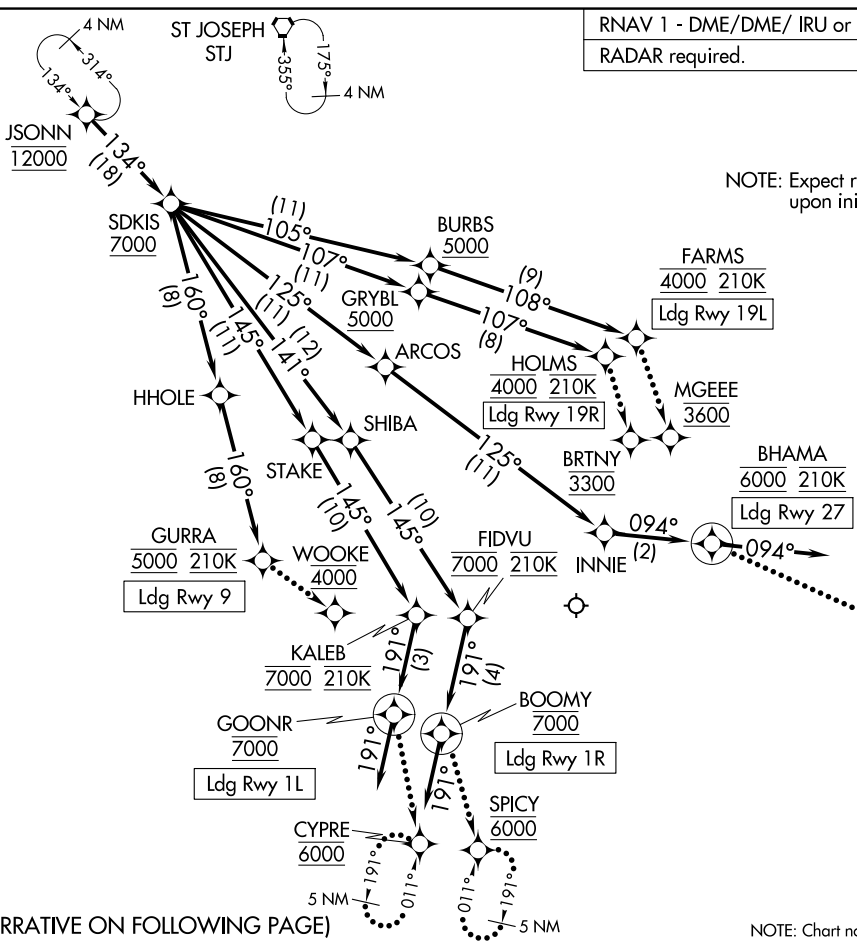 RNAV 1 - DME/DME/ IRU or
RADAR required.
4 NM
314°
134°
ST JOSEPH
STJ
355°
175°
4 NM
JSONN
12000
134°
(18)
NOTE: Expect r
upon ini
SDKIS
7000
(11)
105°
BURBS
5000
107°
(11)
GRYBL
5000
(9)
108°
107°
(8)
FARMS
4000 210K
Ldg Rwy 19L
160°
(8)
145°
(11)
141°
(12)
125°
(11)
ARCOS
HOLMS
4000 210K
Ldg Rwy 19R
MGEEE
3600
BRTNY
3300
HHOLE
STAKE
SHIBA
125°
(11)
BHAMA
6000 210K
Ldg Rwy 27
160°
(8)
145°
(10)
145°
(10)
GURRA
5000 210K
Ldg Rwy 9
WOOKE
4000
FIDVU
7000 210K
INNIE
094°
(2)
094°
KALEB
7000 210K
191°
(3)
191°
(4)
GOONR
7000
Ldg Rwy 1L
191°
BOOMY
7000
Ldg Rwy 1R
191°
CYPRE
6000
SPICY
6000
191°
011°
5 NM
011°
191°
5 NM
RRATIVE ON FOLLOWING PAGE)
NOTE: Chart no